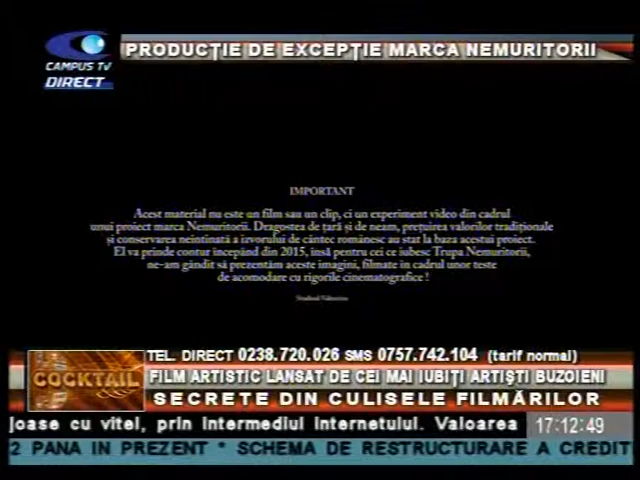 CAMPUS TV
DIRECT
PRODUCȚIE DE EXCEPȚIE MARCA NEMURITORII
IMPORTANT
Acest material nu este un film sau un clip, ci un experiment video din cadrul
unui proiect marca Nemuritorii. Dragostea de țară și de neam, prețuirea valorilor tradiționale
și conservarea neîntinată a izvorului de cântec românesc au stat la baza acestui proiect.
El va prinde contur începând din 2015, însă pentru cei ce iubesc Trupa Nemuritorii,
ne-am gândit să prezentăm aceste imagini, filmate în cadrul unor teste
de acomodare cu rigorile cinematografice !
COCKTAIL
TEL. DIRECT 0238.720.026 SMS 0757.742.104 (tarif normal)
FILM ARTISTIC LANSAT DE CEI MAI IUBIȚI ARTIȘTI BUZOIENI
SECRETE DIN CULISELE FILMĂRILOR
joase cu vitel, prin intermediul internetului. Valoarea
17:12:49
2 PANA IN PREZENT * SCHEMA DE RESTRUCTURARE A CREDIT